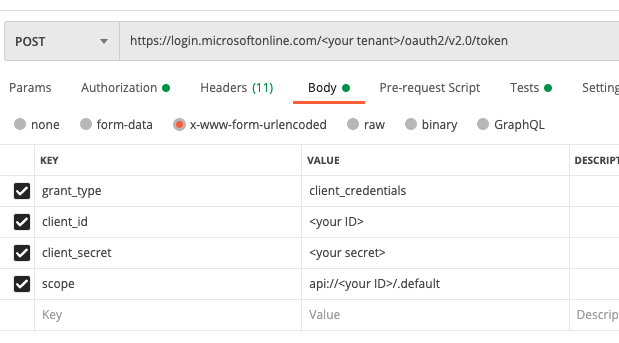 POST https://login.microsoftonline.com/<your tenant>/oauth2/v2.0/token
Params Authorization Headers (11) Body Pre-request Script Tests Setting
none form-data x-www-form-urlencoded raw binary GraphQL
KEY VALUE DESCRIPT
grant_type client_credentials
client_id <your ID>
client_secret <your secret>
scope api://<your ID>/.default
Key Value Descrip